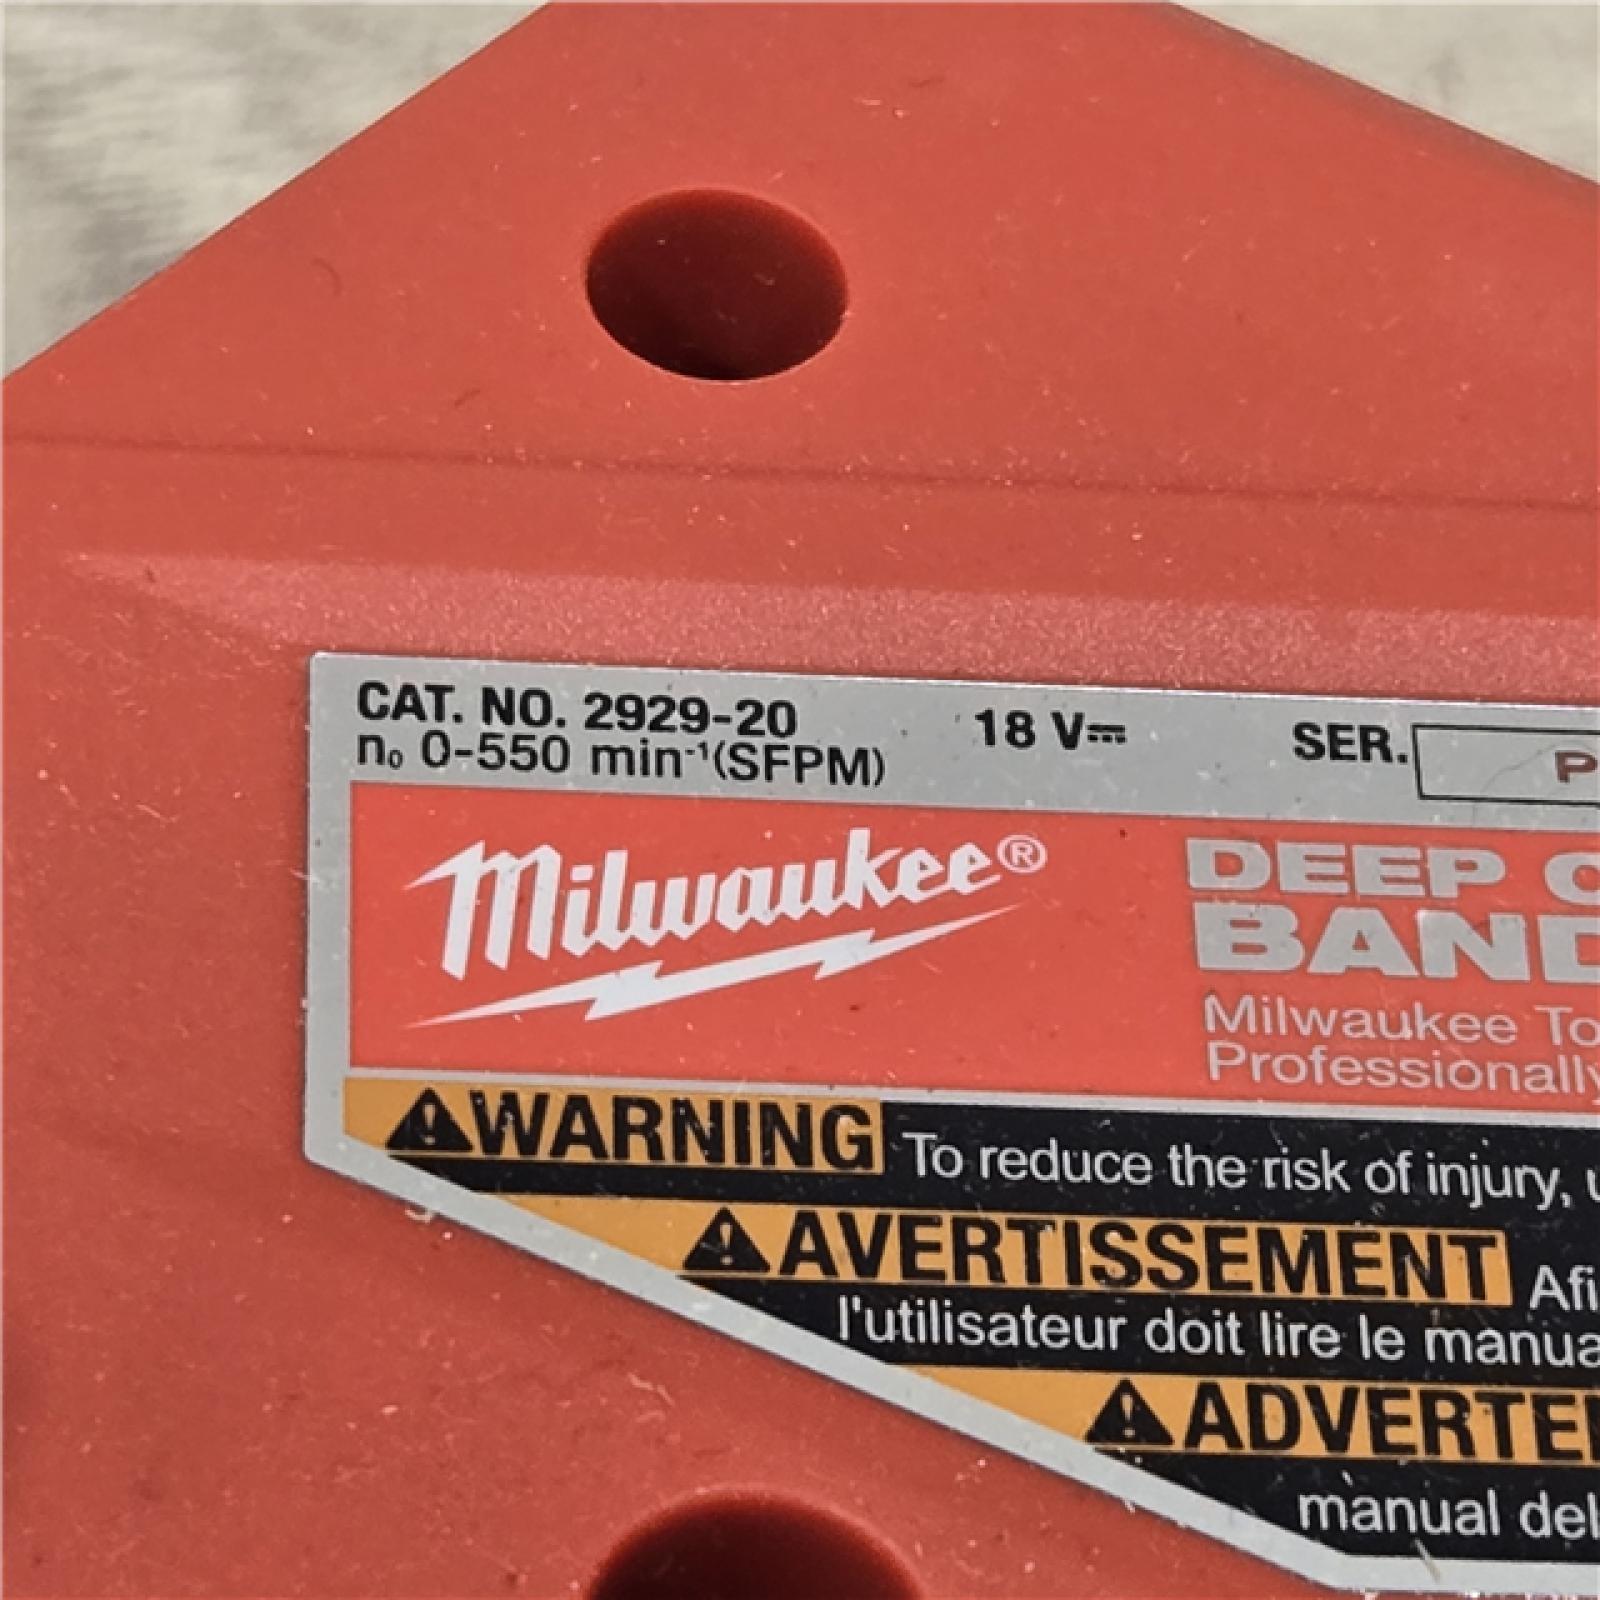 CAT. NO. 2929-20 18 V⎓ SER. P
n₀ 0-550 min⁻¹(SFPM)
Milwaukee®
DEEP
BAND
Milwaukee To
Professionally
WARNING To reduce the risk of injury,
AVERTISSEMENT Afi
l'utilisateur doit lire le manua
ADVERTE
manual del